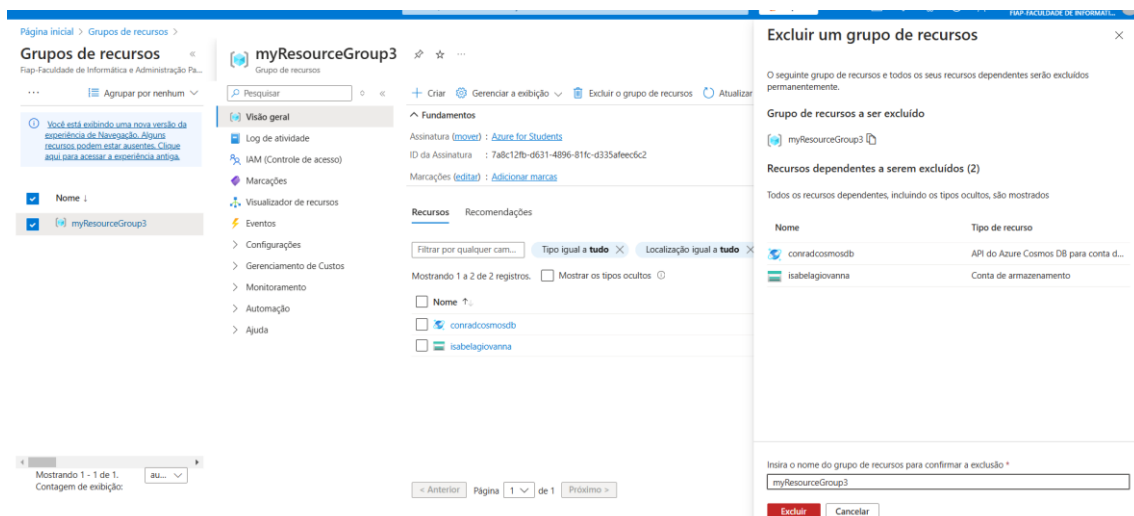 FIAP-FACULDADE DE INFORMÁTI...
Página inicial > Grupos de recursos >
Grupos de recursos «
Fiap-Faculdade de Informática e Administração Pa...
... Agrupar por nenhum
Você está exibindo uma nova versão da
experiência de Navegação. Alguns
recursos podem estar ausentes. Clique
aqui para acessar a experiência antiga.
Nome ↓
myResourceGroup3
Mostrando 1 - 1 de 1.
Contagem de exibição:
au...
myResourceGroup3 ...
Grupo de recursos
Pesquisar «
Visão geral
Log de atividade
IAM (Controle de acesso)
Marcações
Visualizador de recursos
Eventos
> Configurações
> Gerenciamento de Custos
> Monitoramento
> Automação
> Ajuda
+ Criar Gerenciar a exibição Excluir o grupo de recursos Atualizar
Fundamentos
Assinatura (mover) : Azure for Students
ID da Assinatura : 7a8c12fb-d631-4896-81fc-d335afeec6c2
Marcações (editar) : Adicionar marcas
Recursos Recomendações
Filtrar por qualquer cam... Tipo igual a tudo × Localização igual a tudo ×
Mostrando 1 a 2 de 2 registros. Mostrar os tipos ocultos
Nome ↑
conradcosmosdb
isabelagiovanna
< Anterior Página 1 de 1 Próximo >
Excluir um grupo de recursos ×
O seguinte grupo de recursos e todos os seus recursos dependentes serão excluídos
permanentemente.
Grupo de recursos a ser excluído
myResourceGroup3
Recursos dependentes a serem excluídos (2)
Todos os recursos dependentes, incluindo os tipos ocultos, são mostrados
Nome Tipo de recurso
conradcosmosdb API do Azure Cosmos DB para conta d...
isabelagiovanna Conta de armazenamento
Insira o nome do grupo de recursos para confirmar a exclusão *
myResourceGroup3
Excluir Cancelar